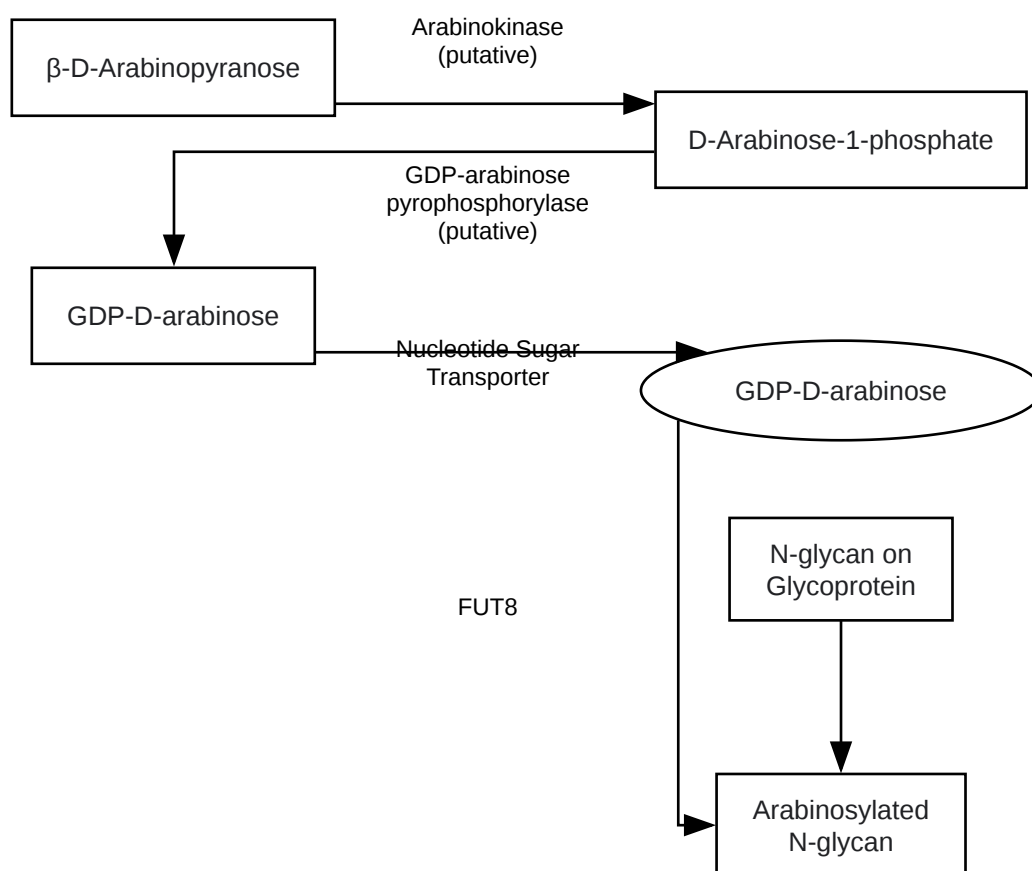 Arabinokinase
(putative)
β-D-Arabinopyranose
D-Arabinose-1-phosphate
GDP-arabinose
pyrophosphorylase
(putative)
GDP-D-arabinose
Nucleotide Sugar
Transporter
GDP-D-arabinose
N-glycan on
Glycoprotein
FUT8
Arabinosylated
N-glycan